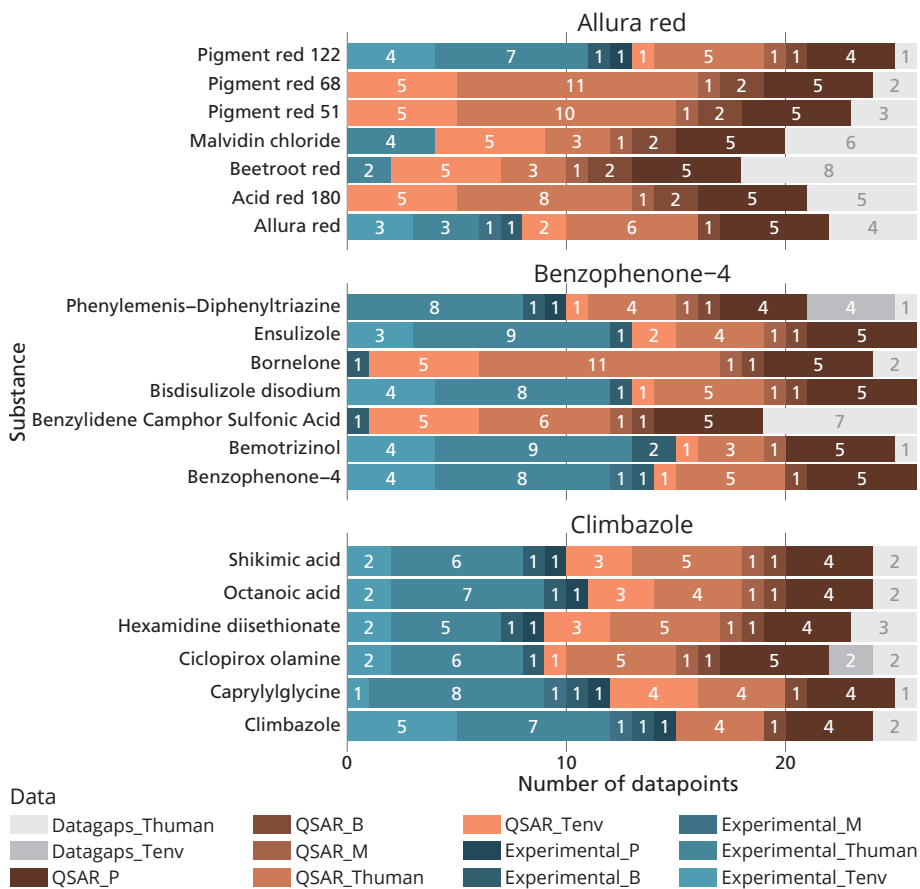 Allura red
Pigment red 122 4 7 1 1 1 5 1 1 4 1
Pigment red 68 5 11 1 2 5 2
Pigment red 51 5 10 1 2 5 3
Malvidin chloride 4 5 3 1 2 5 6
Beetroot red 2 5 3 1 2 5 8
Acid red 180 5 8 1 2 5 5
Allura red 3 3 1 1 2 6 1 5 4
Benzophenone−4
Phenylemenis−Diphenyltriazine 8 1 1 1 4 1 1 4 4 1
Ensulizole 3 9 1 2 4 1 1 5
Bornelone 1 5 11 1 1 5 2
Bisdisulizole disodium 4 8 1 1 5 1 1 5
Benzylidene Camphor Sulfonic Acid 1 5 6 1 1 5 7
Bemotrizinol 4 9 2 1 3 1 5 1
Benzophenone−4 4 8 1 1 1 5 1 5
Substance
Climbazole
Shikimic acid 2 6 1 1 3 5 1 1 4 2
Octanoic acid 2 7 1 1 3 4 1 1 4 2
Hexamidine diisethionate 2 5 1 1 3 5 1 1 4 3
Ciclopirox olamine 2 6 1 1 5 1 1 5 2 2
Caprylylglycine 1 8 1 1 1 4 4 1 4 1
Climbazole 5 7 1 1 1 4 1 4 2
0 10 20
Number of datapoints
Data
Datagaps_Thuman QSAR_B QSAR_Tenv Experimental_M
Datagaps_Tenv QSAR_M Experimental_P Experimental_Thuman
QSAR_P QSAR_Thuman Experimental_B Experimental_Tenv